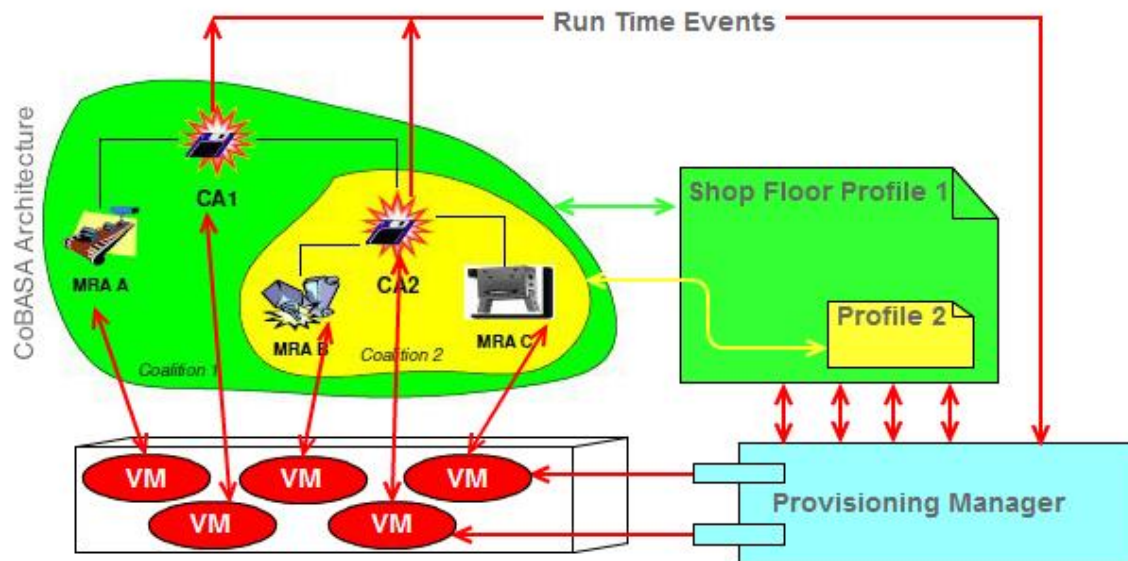 Run Time Events
CoBASA Architecture
CA1
Shop Floor Profile 1
MRA A
CA2
MRA B
MRA C
Profile 2
Coalition 1
Coalition 2
VM
VM
VM
VM
VM
Provisioning Manager